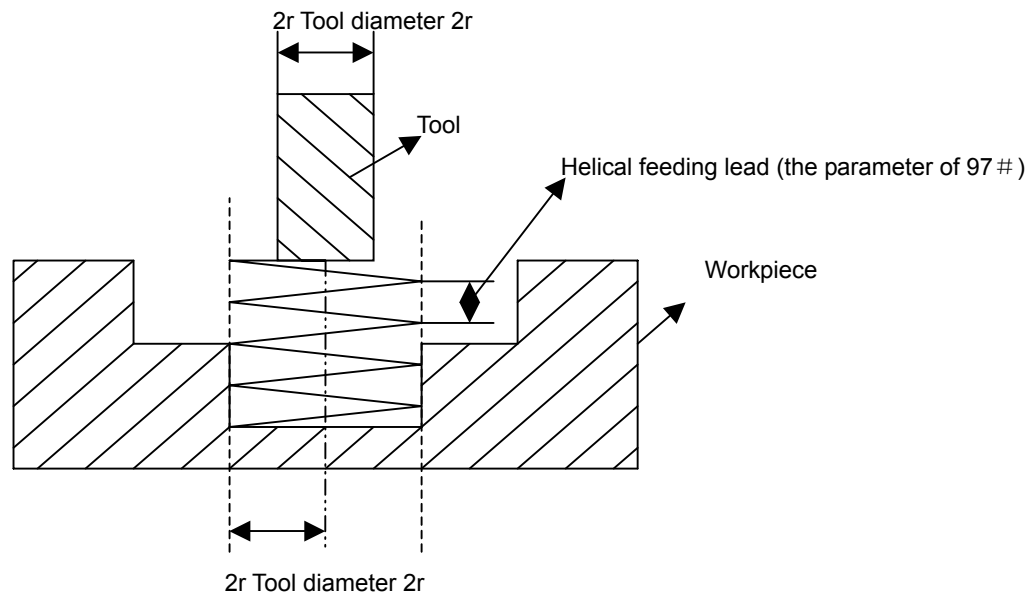 2r Tool diameter 2r
Tool
Helical feeding lead (the parameter of 97＃)
Workpiece
2r Tool diameter 2r